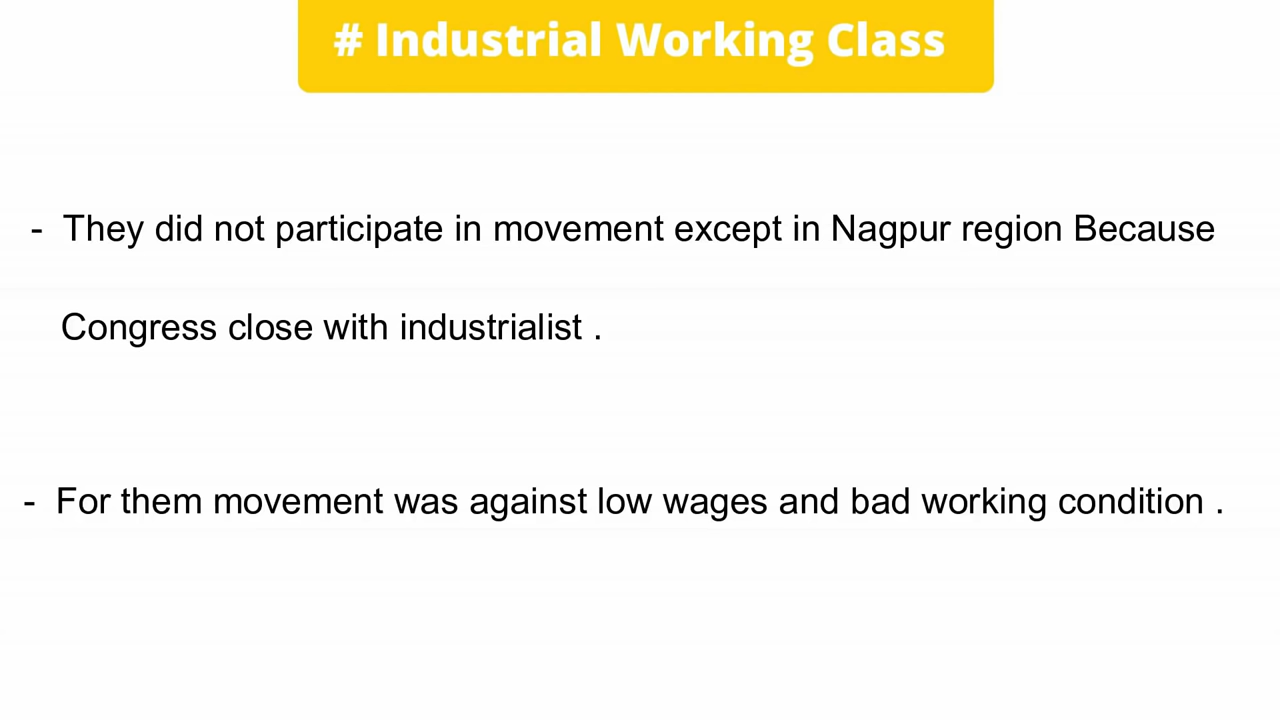 # Industrial Working Class
- They did not participate in movement except in Nagpur region Because
Congress close with industrialist .
- For them movement was against low wages and bad working condition .